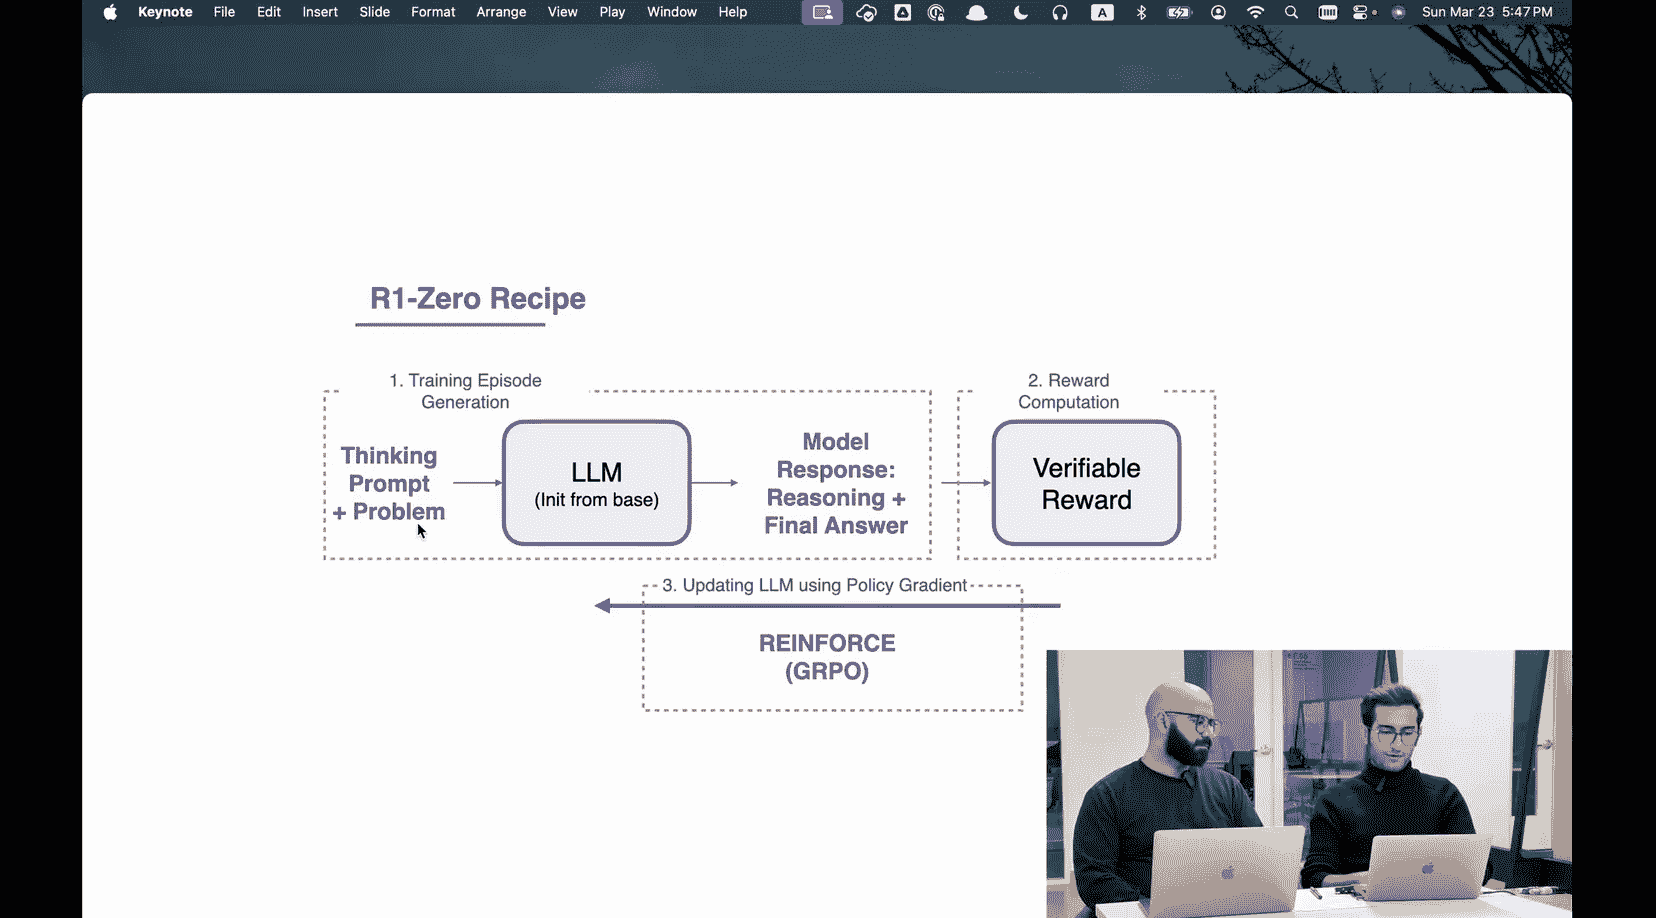 Keynote File Edit Insert Slide Format Arrange View Play Window Help A Sun Mar 23 5:47 PM
R1-Zero Recipe
1. Training Episode
Generation
Thinking
Prompt
+ Problem
LLM
(Init from base)
Model
Response:
Reasoning +
Final Answer
2. Reward
Computation
Verifiable
Reward
3. Updating LLM using Policy Gradient
REINFORCE
(GRPO)